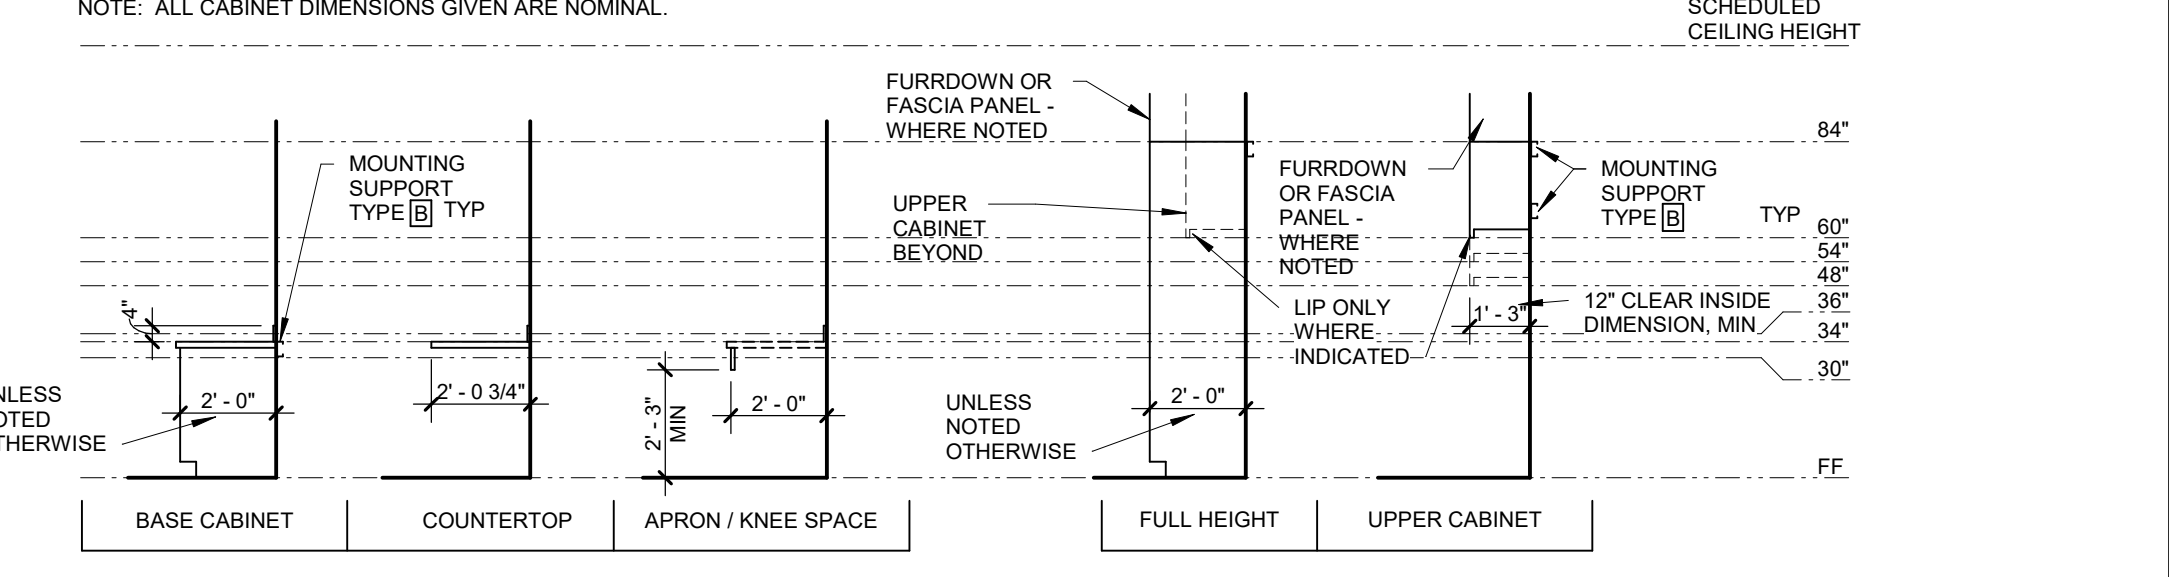 NOTE: ALL CABINET DIMENSIONS GIVEN ARE NOMINAL.
SCHEDULED
CEILING HEIGHT
FURRDOWN OR
FASCIA PANEL -
WHERE NOTED
84"
MOUNTING
SUPPORT
TYPE B TYP
UPPER
CABINET
BEYOND
FURRDOWN
OR FASCIA
PANEL -
WHERE
NOTED
MOUNTING
SUPPORT
TYPE B
TYP
60"
54"
48"
36"
34"
30"
4"
LIP ONLY
WHERE
INDICATED
1' - 3"
12" CLEAR INSIDE
DIMENSION, MIN
NLESS
OTED
THERWISE
2' - 0"
2' - 0 3/4"
2' - 3"
MIN
2' - 0"
UNLESS
NOTED
OTHERWISE
2' - 0"
FF
BASE CABINET
COUNTERTOP
APRON / KNEE SPACE
FULL HEIGHT
UPPER CABINET